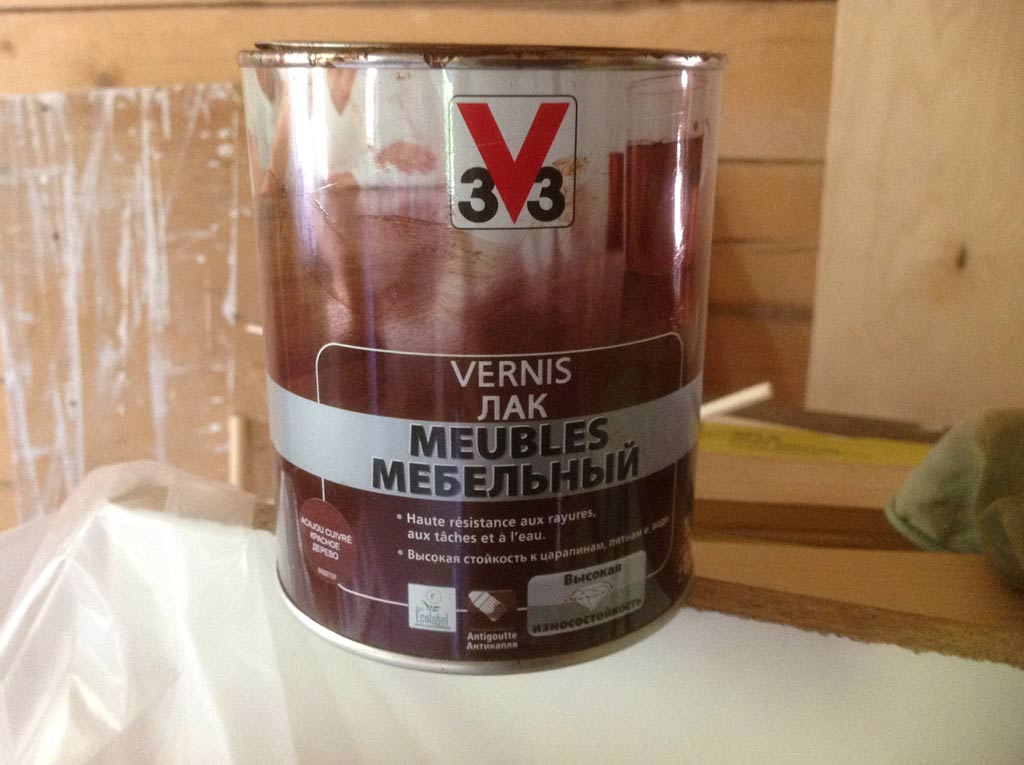 3V3
VERNIS
ЛАК
MEUBLES
МЕБЕЛЬНЫЙ
• Haute résistance aux rayures,
aux tâches et à l'eau.
• Высокая стойкость к царапинам, пятнам и воде
ACAJOU CUIVRÉ
КРАСНОЕ
ДЕРЕВО
Ecolabel
Antigoutte
Антикапля
Высокая
износостойкость